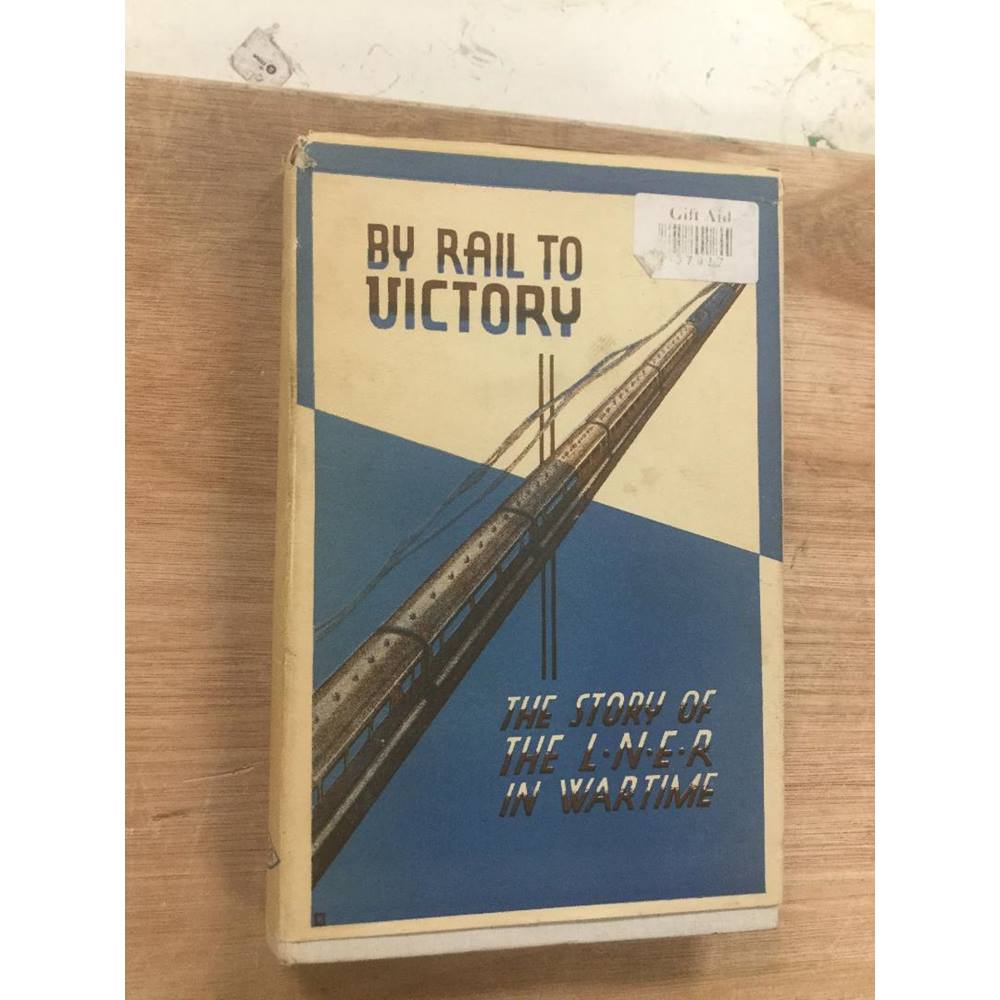 Gift Aid
BY RAIL TO
VICTORY
THE STORY OF
THE L·N·E·R
IN WARTIME